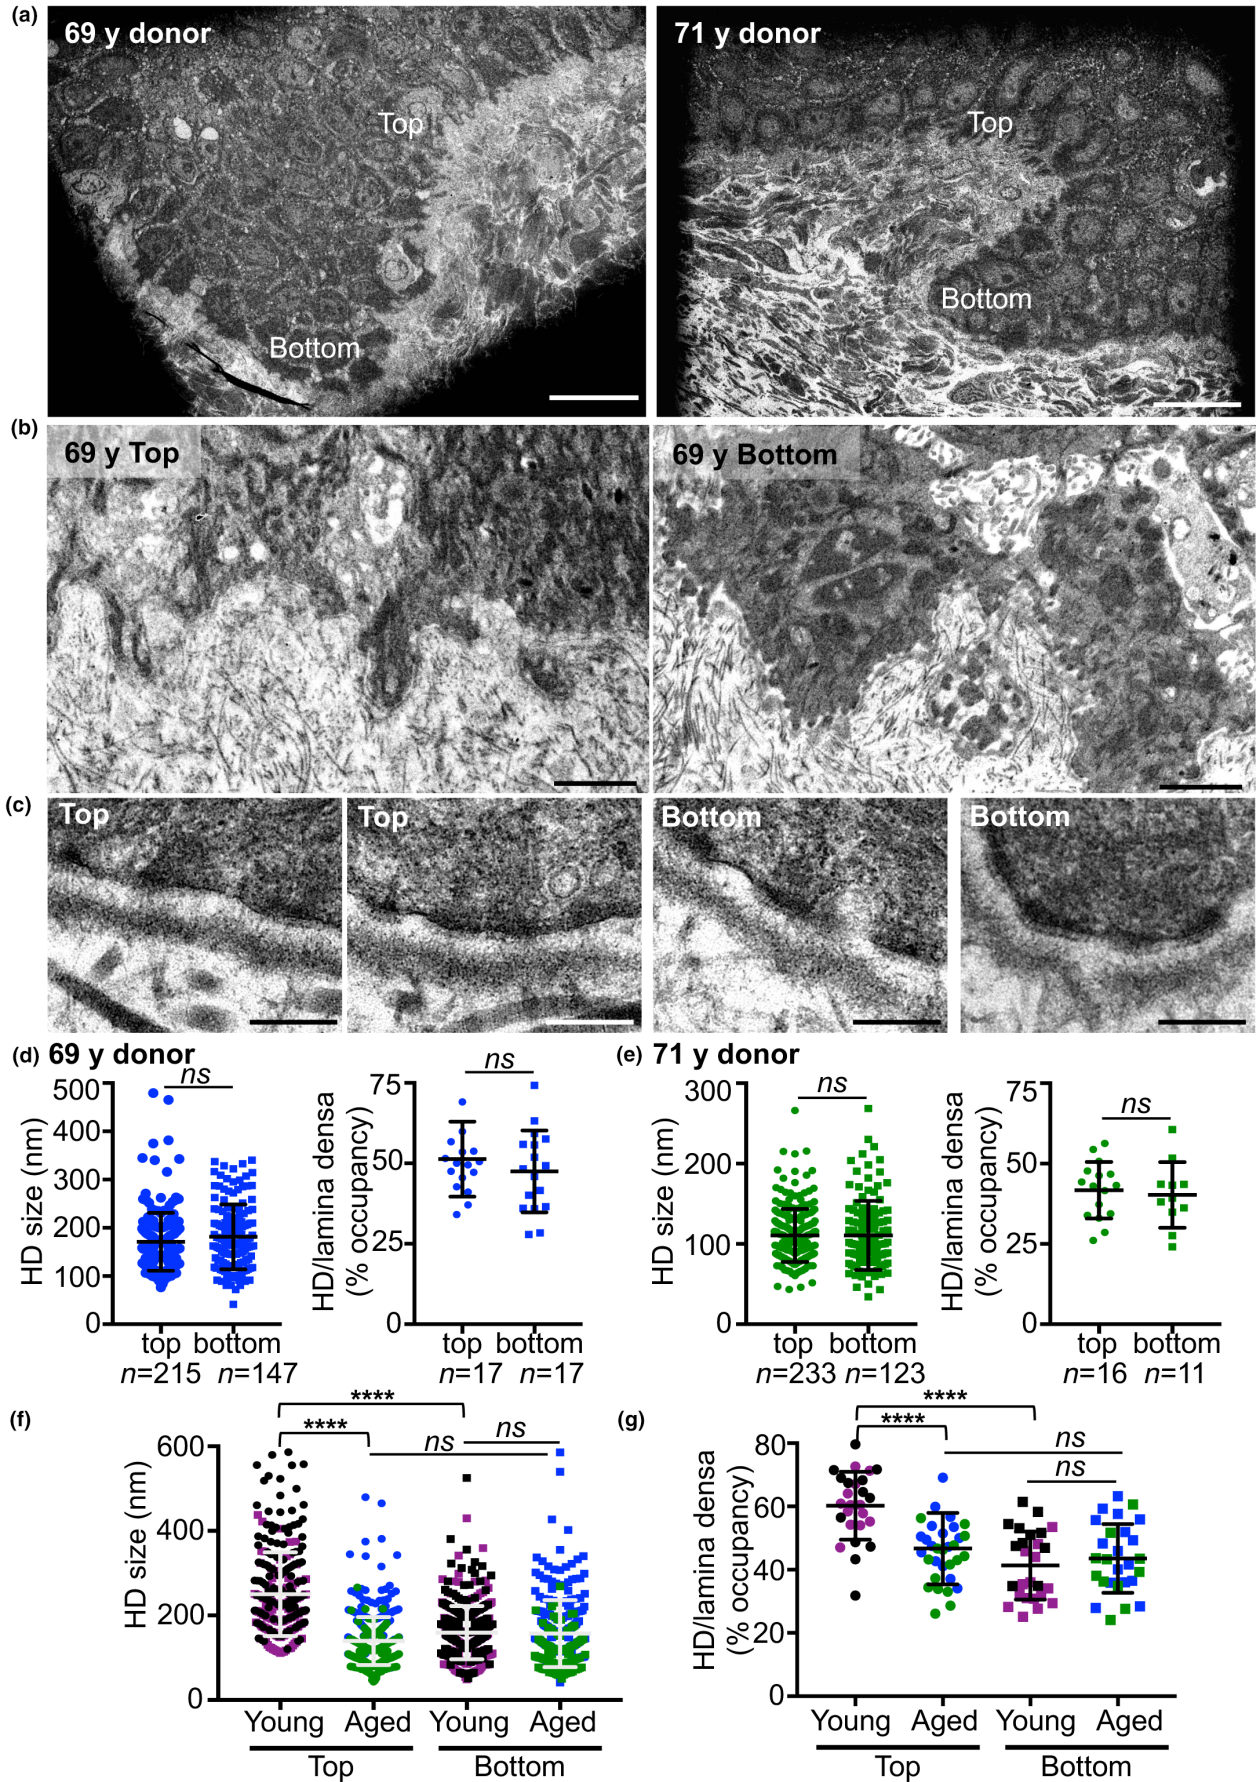 (a)
69 y donor
71 y donor
Top
Top
Bottom
Bottom
(b)
69 y Top
69 y Bottom
(c)
Top
Top
Bottom
Bottom
(d) 69 y donor
HD size (nm)
500
400
300
200
100
0
ns
top bottom
n=215 n=147
HD/lamina densa
(% occupancy)
75
50
25
0
ns
top bottom
n=17 n=17
(e) 71 y donor
HD size (nm)
300
200
100
0
ns
top bottom
n=233 n=123
HD/lamina densa
(% occupancy)
75
50
25
0
ns
top bottom
n=16 n=11
(f)
HD size (nm)
600
400
200
0
****
****
ns
ns
Young Aged Young Aged
Top Bottom
(g)
HD/lamina densa
(% occupancy)
80
60
40
20
0
****
****
ns
ns
Young Aged Young Aged
Top Bottom